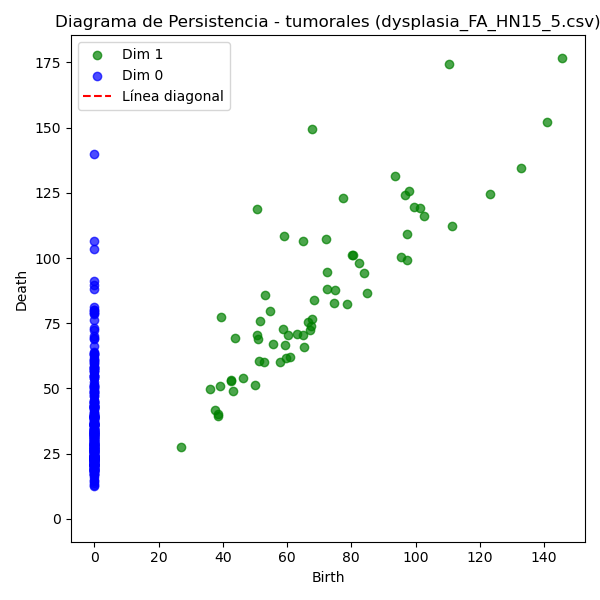 Diagrama de Persistencia - tumorales (dysplasia_FA_HN15_5.csv)
Dim 1
Dim 0
Línea diagonal
Death
175
150
125
100
75
50
25
0
0
20
40
60
80
100
120
140
Birth